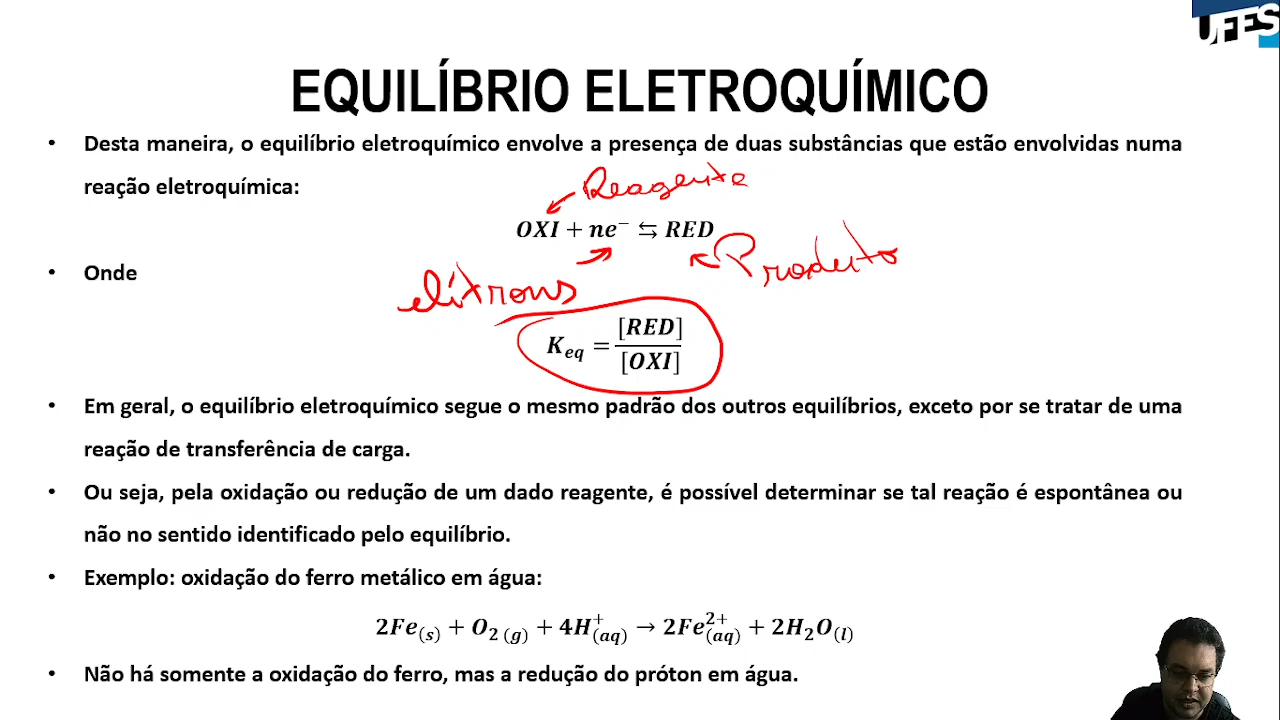 UFES
EQUILÍBRIO ELETROQUÍMICO
• Desta maneira, o equilíbrio eletroquímico envolve a presença de duas substâncias que estão envolvidas numa
reação eletroquímica:
Reagente
OXI + ne⁻ ⇆ RED
Produto
• Onde
elétrons
K_eq = [RED]/[OXI]
• Em geral, o equilíbrio eletroquímico segue o mesmo padrão dos outros equilíbrios, exceto por se tratar de uma
reação de transferência de carga.
• Ou seja, pela oxidação ou redução de um dado reagente, é possível determinar se tal reação é espontânea ou
não no sentido identificado pelo equilíbrio.
• Exemplo: oxidação do ferro metálico em água:
2Fe(s) + O₂(g) + 4H⁺(aq) → 2Fe²⁺(aq) + 2H₂O(l)
• Não há somente a oxidação do ferro, mas a redução do próton em água.